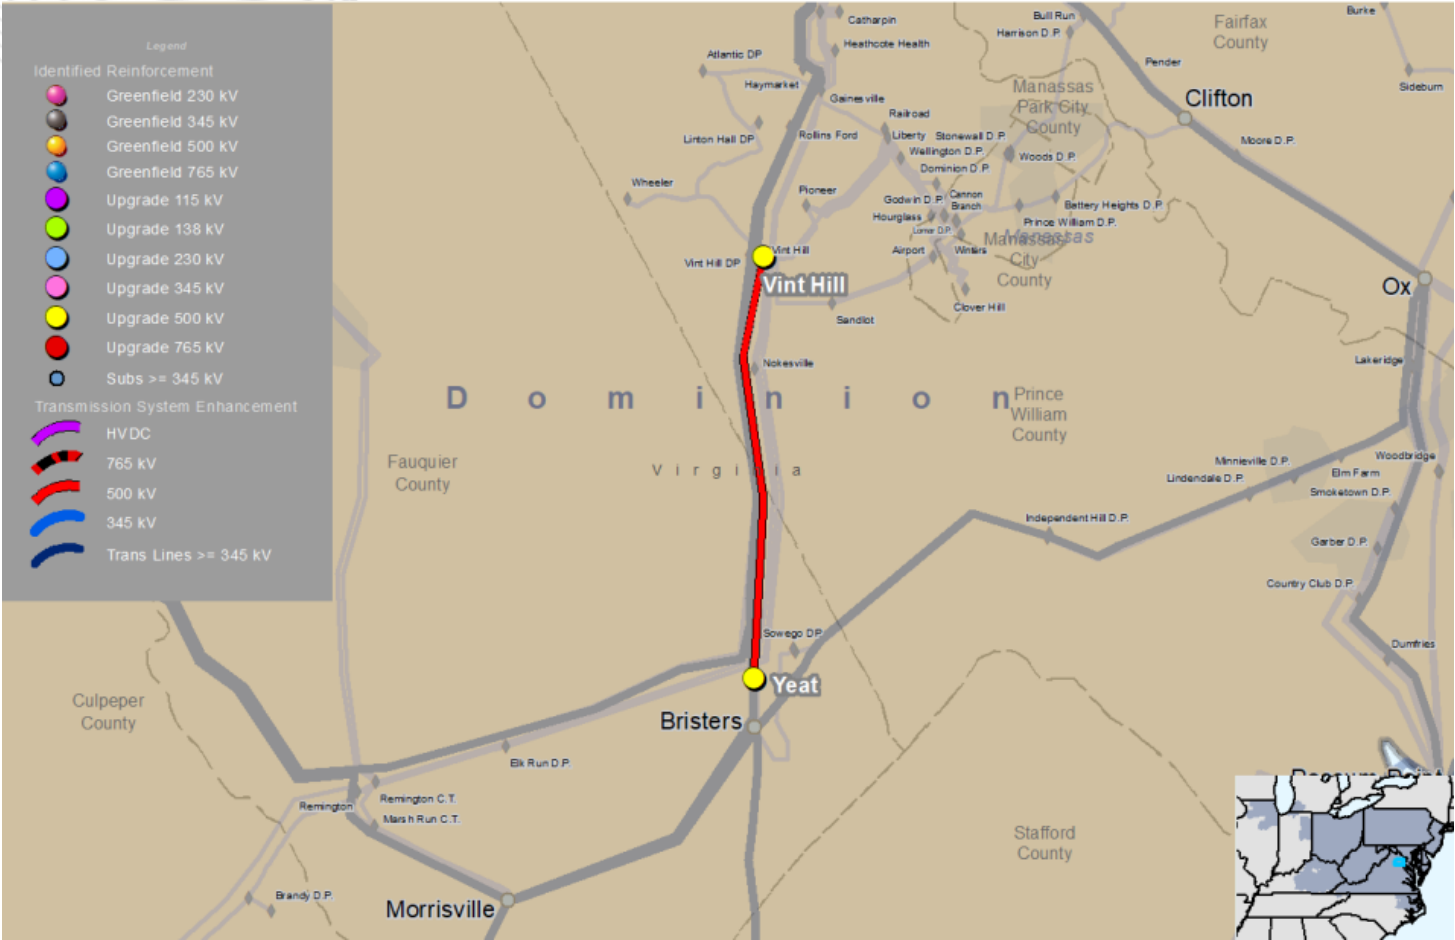 Legend
Identified Reinforcement
Greenfield 230 kV
Greenfield 345 kV
Greenfield 500 kV
Greenfield 765 kV
Upgrade 115 kV
Upgrade 138 kV
Upgrade 230 kV
Upgrade 345 kV
Upgrade 500 kV
Upgrade 765 kV
Subs >= 345 kV
Transmission System Enhancement
HVDC
765 kV
500 kV
345 kV
Trans Lines >= 345 kV
Catharpin
Bull Run
Harrison D.P.
Fairfax
County
Burke
Heathcote Health
Atlantic DP
Pender
Haymarket
Sideburn
Gainesville
Manassas
Park City
County
Clifton
Railroad
Rollins Ford
Liberty
Stonewall D.P.
Linton Hall DP
Moore D.P.
Wellington D.P.
Woods D.P.
Dominion D.P.
Wheeler
Pioneer
Godwin D.P.
Cannon
Branch
Battery Heights D.P.
Hourglass
Prince William D.P.
Lomar D.P.
Manassas
Manassas
City
County
Vint Hill
Airport
Winters
Vint Hill DP
Vint Hill
Ox
Clover Hill
Sandlot
Nokesville
Lakeridge
Dominion
Prince
William
County
Virginia
Fauquier
County
Minnieville D.P.
Woodbridge
Lindendale D.P.
Elm Farm
Smoketown D.P.
Independent Hill D.P.
Garber D.P.
Country Club D.P.
Sowego DP
Dumfries
Yeat
Culpeper
County
Bristers
Elk Run D.P.
Remington
Remington C.T.
Marsh Run C.T.
Stafford
County
Brandy D.P.
Morrisville